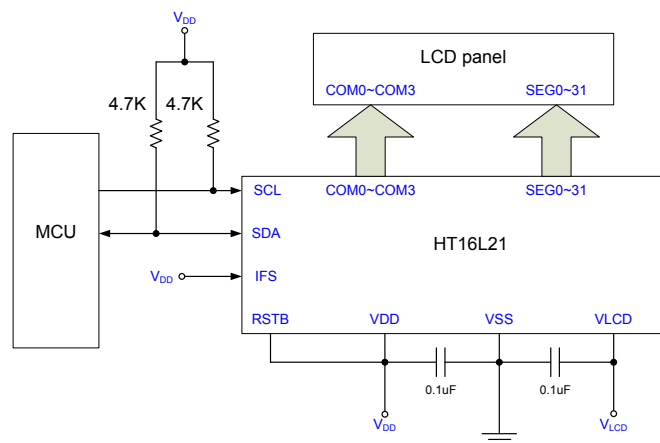 VDD
LCD panel
4.7K 4.7K
COM0~COM3 SEG0~31
MCU
SCL COM0~COM3 SEG0~31
SDA HT16L21
VDD IFS
RSTB VDD VSS VLCD
0.1uF 0.1uF
VDD VLCD